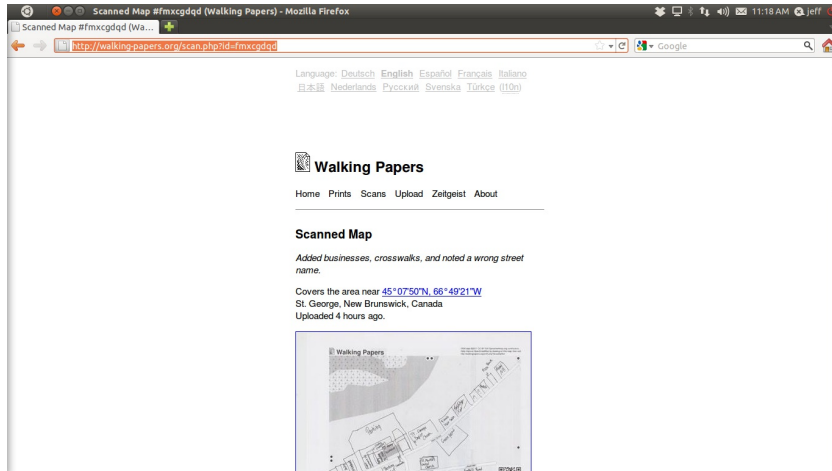 Scanned Map #fmxcgdqd (Walking Papers) - Mozilla Firefox
11:18 AM jeff
Scanned Map #fmxcgdqd (Wa...
http://walking-papers.org/scan.php?id=fmxcgdqd
Google
Language: Deutsch English Español Français Italiano
日本語 Nederlands Русский Svenska Türkçe (l10n)
Walking Papers
Home Prints Scans Upload Zeitgeist About
Scanned Map
Added businesses, crosswalks, and noted a wrong street
name.
Covers the area near 45°07'50"N, 66°49'21"W
St. George, New Brunswick, Canada
Uploaded 4 hours ago.
Walking Papers
Parking